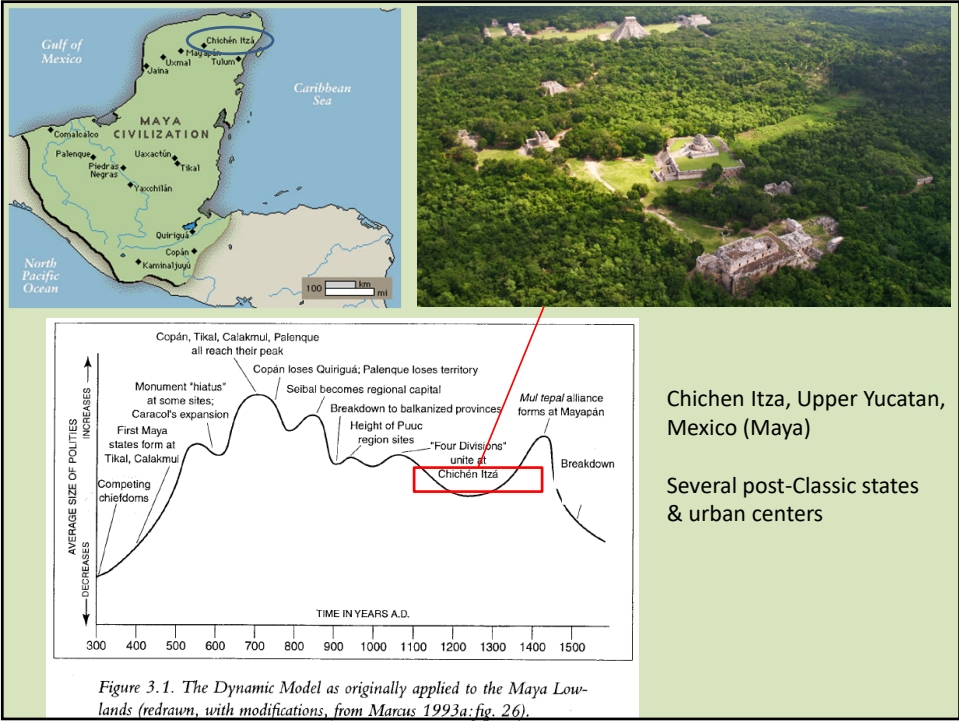 Gulf of
Mexico
Chichén Itzá
Mayapán
Uxmal
Jaina
Tulum
Caribbean
Sea
MAYA
CIVILIZATION
Comalcalco
Palenque
Uaxactún
Tikal
Piedras
Negras
Yaxchilán
Quiriguá
Copán
Kaminaljuyú
North
Pacific
Ocean
100
km
mi
Copán, Tikal, Calakmul, Palenque
all reach their peak
Copán loses Quiriguá; Palenque loses territory
Monument "hiatus"
at some sites;
Caracol's expansion
Seibal becomes regional capital
Mul tepal alliance
forms at Mayapán
Breakdown to balkanized provinces
First Maya
states form at
Tikal, Calakmul
Height of Puuc
region sites
"Four Divisions"
unite at
Chichén Itzá
Breakdown
Competing
chiefdoms
AVERAGE SIZE OF POLITIES
INCREASES
DECREASES
TIME IN YEARS A.D.
300 400 500 600 700 800 900 1000 1100 1200 1300 1400 1500
Figure 3.1. The Dynamic Model as originally applied to the Maya Low-
lands (redrawn, with modifications, from Marcus 1993a: fig. 26).
Chichen Itza, Upper Yucatan,
Mexico (Maya)
Several post-Classic states
& urban centers